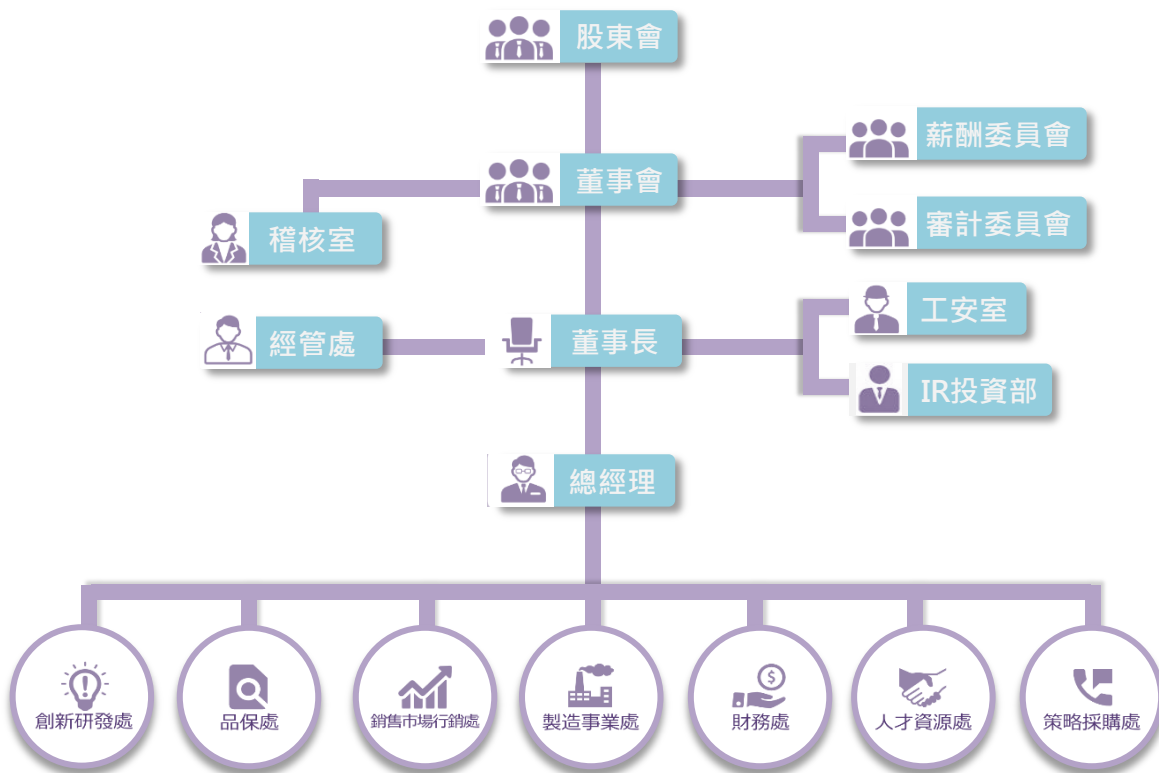 股東會
薪酬委員會
董事會
審計委員會
稽核室
工安室
經管處
董事長
IR投資部
總經理
創新研發處
品保處
銷售市場行銷處
製造事業處
財務處
人才資源處
策略採購處